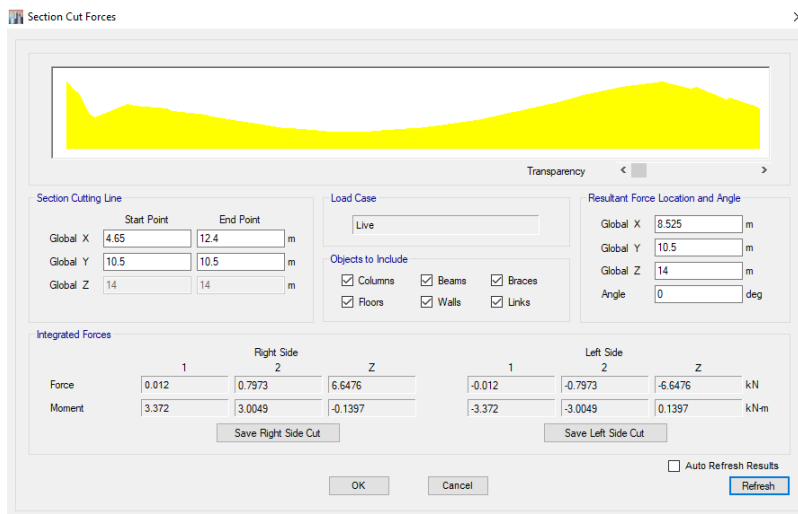 Section Cut Forces
Transparency
Section Cutting Line
Start Point End Point
Global X 4.65 12.4 m
Global Y 10.5 10.5 m
Global Z 14 14 m
Load Case
Live
Objects to Include
Columns Beams Braces
Floors Walls Links
Resultant Force Location and Angle
Global X 8.525 m
Global Y 10.5 m
Global Z 14 m
Angle 0 deg
Integrated Forces
Right Side Left Side
1 2 Z 1 2 Z
Force 0.012 0.7973 6.6476 -0.012 -0.7973 -6.6476 kN
Moment 3.372 3.0049 -0.1397 -3.372 -3.0049 0.1397 kN-m
Save Right Side Cut Save Left Side Cut
Auto Refresh Results
OK Cancel Refresh